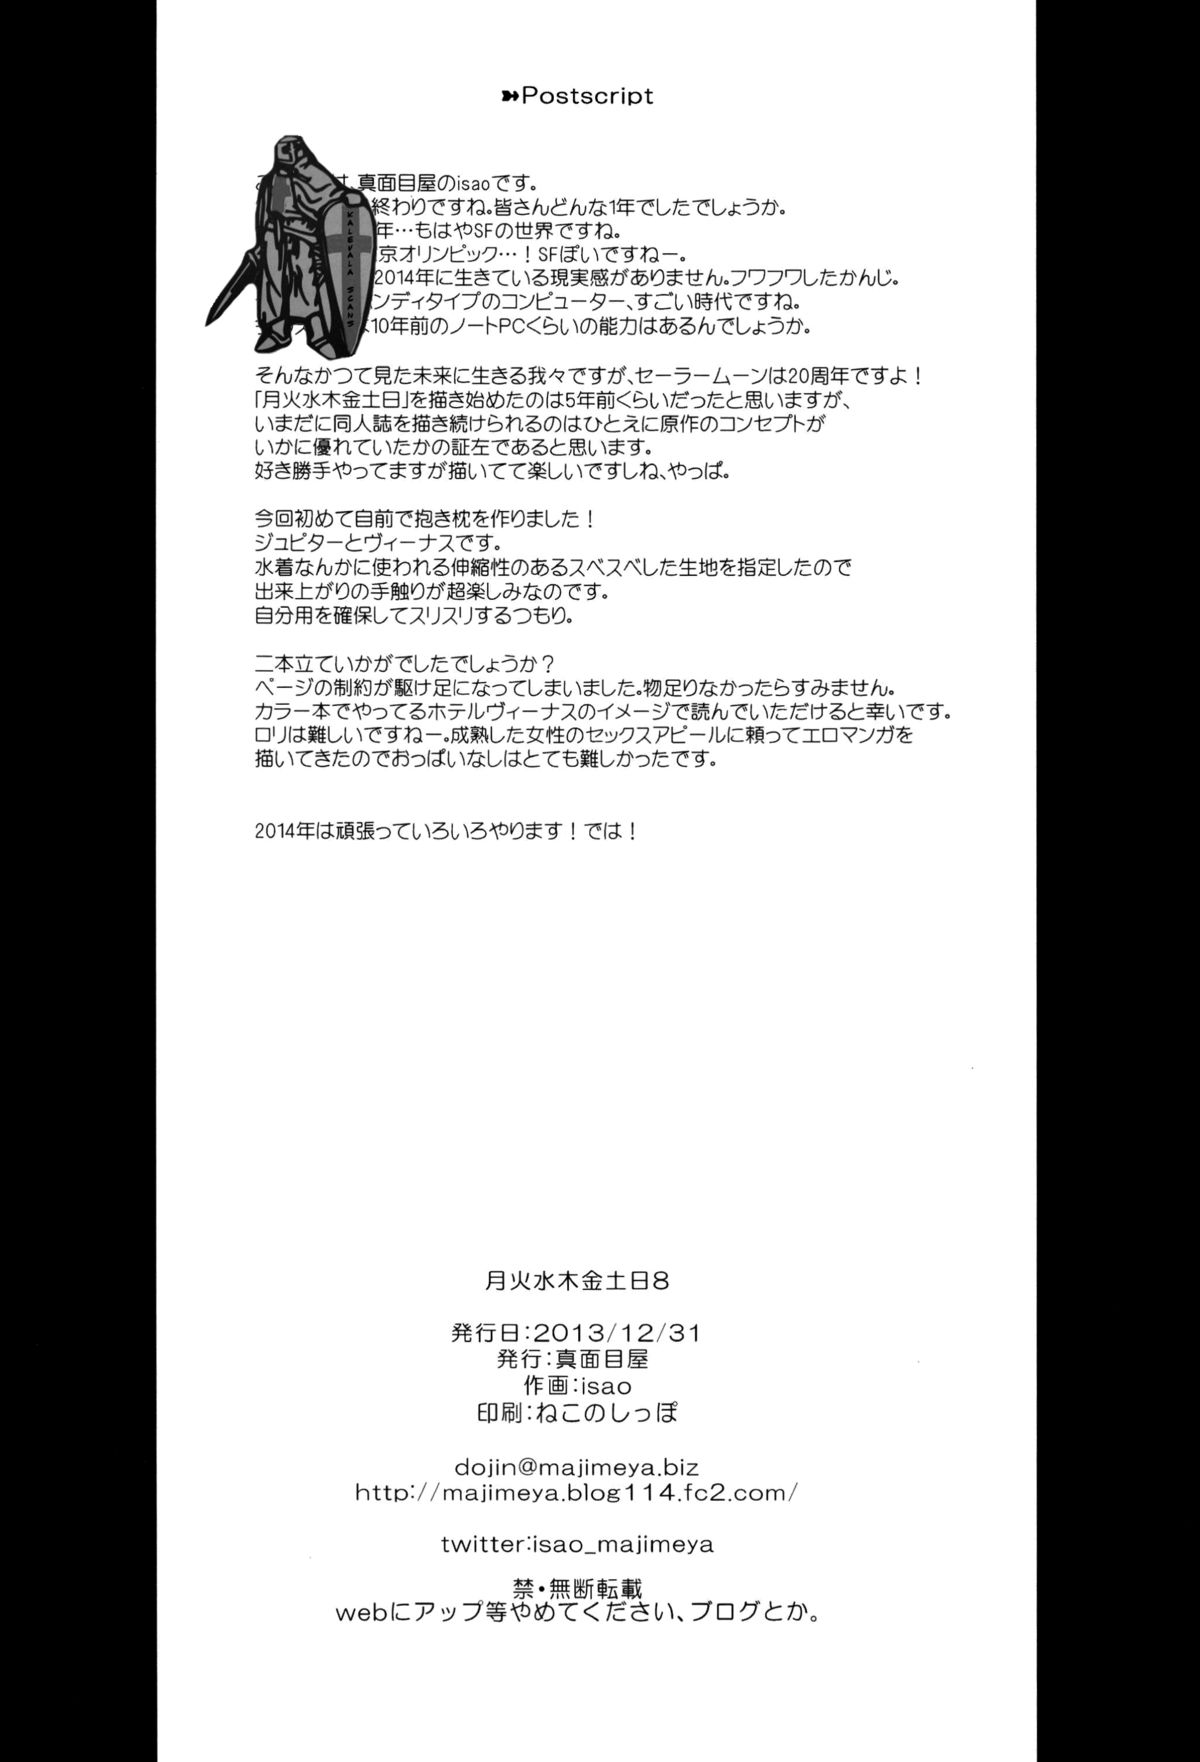 Postscript
は、真面目屋のisaoです。
終わりですね。皆さんどんな1年でしたでしょうか。
年…もはやSFの世界ですね。
京オリンピック…！SFぽいですねー。
2014年に生きている現実感がありません。フワフワしたかんじ。
ンディタイプのコンピューター、すごい時代ですね。
は10年前のノートPCくらいの能力はあるんでしょうか。
KALEVALA SCANS
そんなかつて見た未来に生きる我々ですが、セーラームーンは20周年ですよ！
「月火水木金土日」を描き始めたのは5年前くらいだったと思いますが、
いまだに同人誌を描き続けられるのはひとえに原作のコンセプトが
いかに優れていたかの証左であると思います。
好き勝手やってますが描いてて楽しいですしね、やっぱ。
今回初めて自前で抱き枕を作りました！
ジュピターとヴィーナスです。
水着なんかに使われる伸縮性のあるスベスベした生地を指定したので
出来上がりの手触りが超楽しみなのです。
自分用を確保してスリスリするつもり。
二本立ていかがでしたでしょうか？
ページの制約が駆け足になってしまいました。物足りなかったらすみません。
カラー本でやってるホテルヴィーナスのイメージで読んでいただけると幸いです。
ロリは難しいですねー。成熟した女性のセックスアピールに頼ってエロマンガを
描いてきたのでおっぱいなしはとても難しかったです。
2014年は頑張っていろいろやります！では！
月火水木金土日8
発行日:2013/12/31
発行:真面目屋
作画:isao
印刷:ねこのしっぽ
dojin@majimeya.biz
http://majimeya.blog114.fc2.com/
twitter:isao_majimeya
禁・無断転載
webにアップ等やめてください、ブログとか。